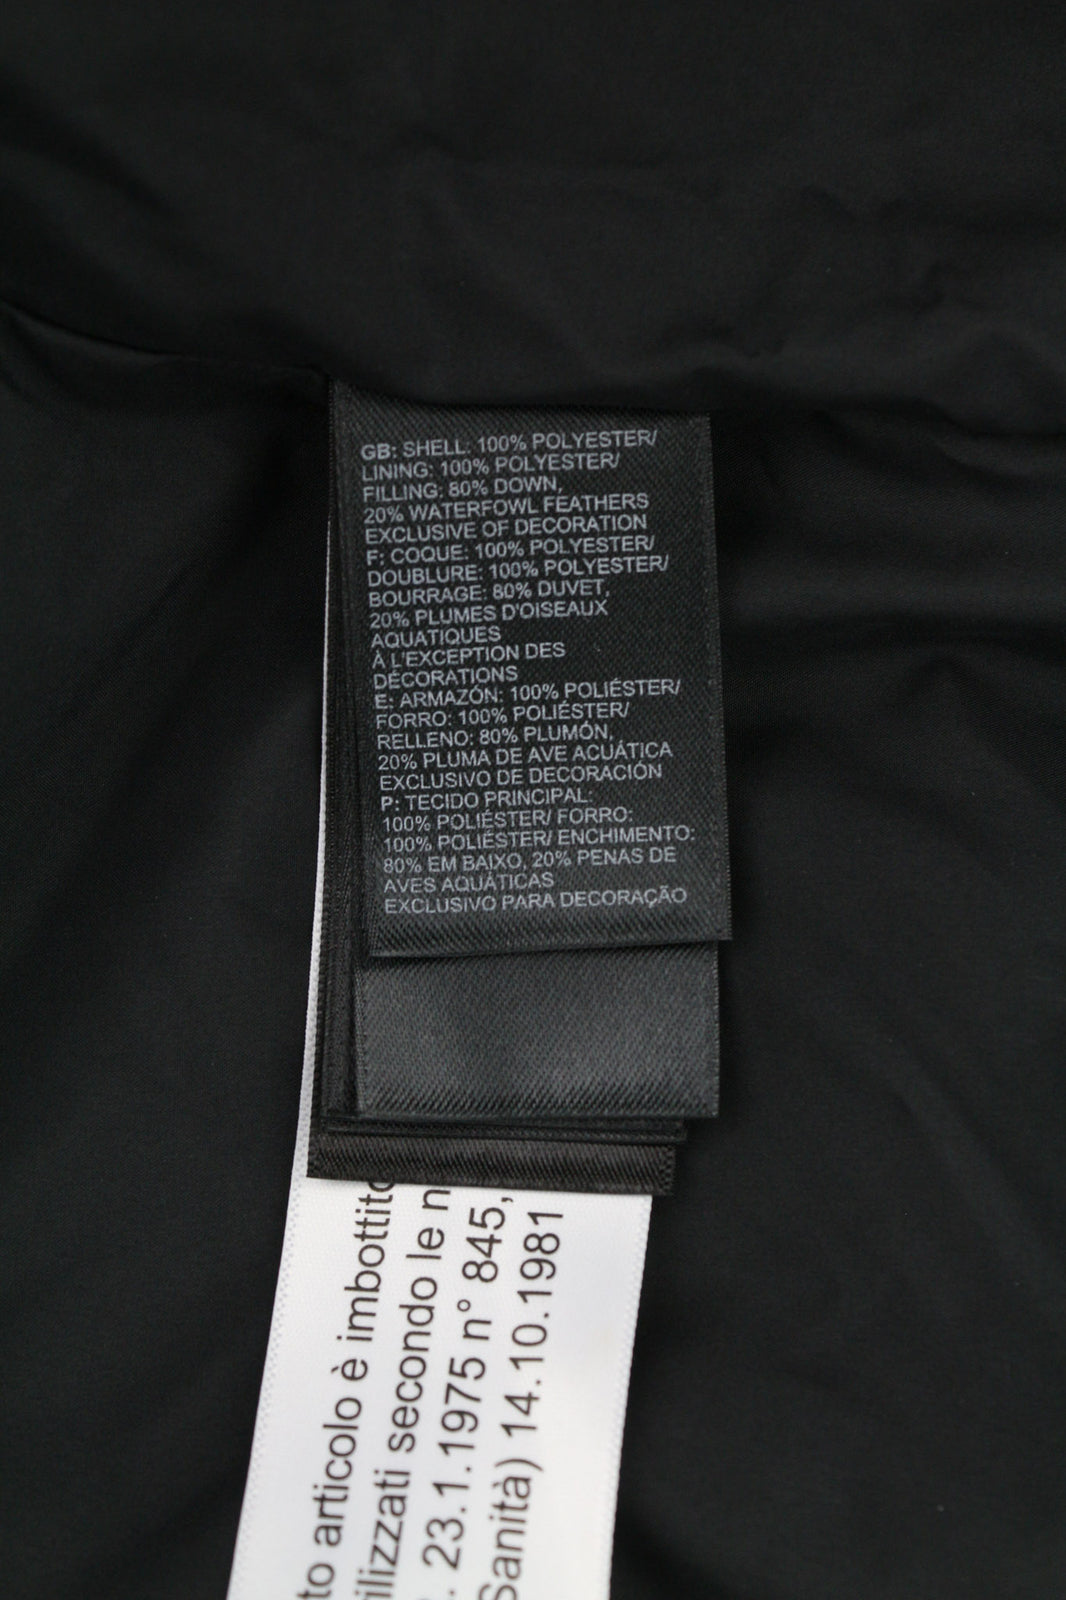 GB: SHELL: 100% POLYESTER/
LINING: 100% POLYESTER/
FILLING: 80% DOWN,
20% WATERFOWL FEATHERS
EXCLUSIVE OF DECORATION
F: COQUE: 100% POLYESTER/
DOUBLURE: 100% POLYESTER/
BOURRAGE: 80% DUVET,
20% PLUMES D'OISEAUX
AQUATIQUES
À L'EXCEPTION DES
DÉCORATIONS
E: ARMAZÓN: 100% POLIÉSTER/
FORRO: 100% POLIÉSTER/
RELLENO: 80% PLUMÓN,
20% PLUMA DE AVE ACUÁTICA
EXCLUSIVO DE DECORACIÓN
P: TECIDO PRINCIPAL:
100% POLIÉSTER/ FORRO:
100% POLIÉSTER/ ENCHIMENTO:
80% EM BAIXO, 20% PENAS DE
AVES AQUÁTICAS
EXCLUSIVO PARA DECORAÇÃO
to articolo è imbottito
ilizzati secondo le n
. 23.1.1975 n° 845,
Sanità) 14.10.1981